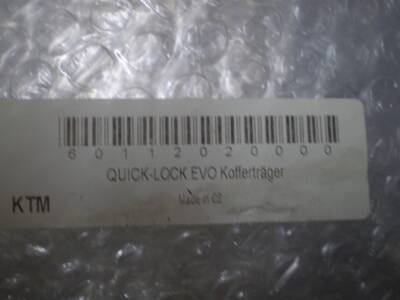 60112020000
QUICK-LOCK EVO Kofferträger
Made in CZ
KTM